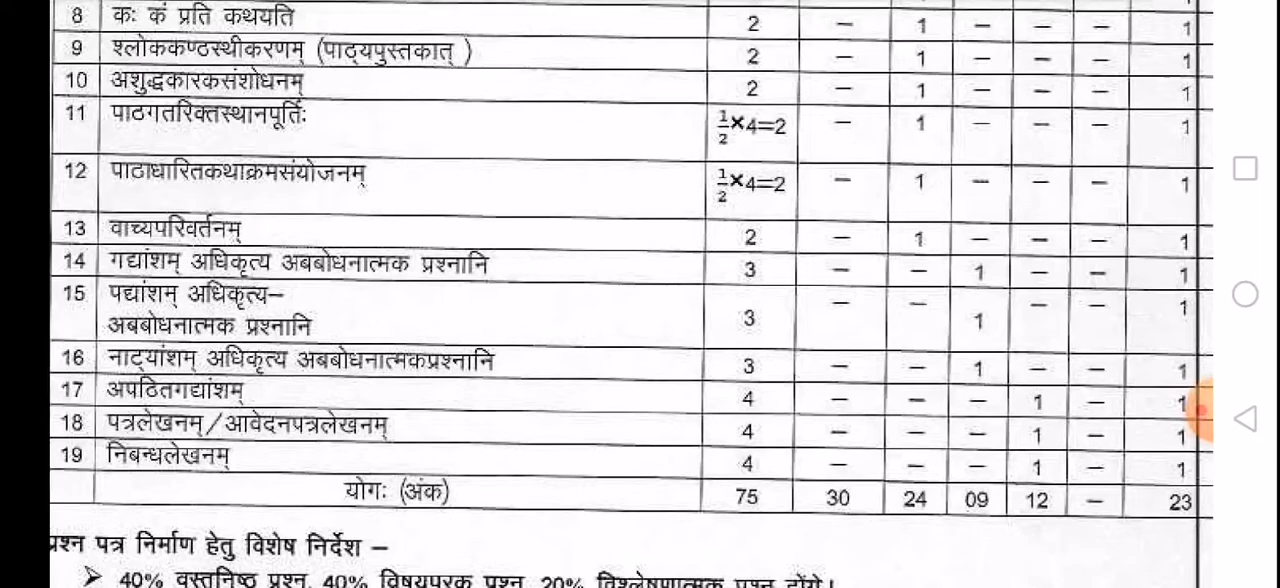 8 कः कं प्रति कथयति 2 – 1 – – – 1
9 श्लोककण्ठस्थीकरणम् (पाठ्यपुस्तकात् ) 2 – 1 – – – 1
10 अशुद्धकारकसंशोधनम् 2 – 1 – – – 1
11 पाठगतरिक्तस्थानपूर्तिः ½×4=2 – 1 – – – 1
12 पाठाधारितकथाक्रमसंयोजनम् ½×4=2 – 1 – – – 1
13 वाच्यपरिवर्तनम् 2 – 1 – – – 1
14 गद्यांशम् अधिकृत्य अबबोधनात्मक प्रश्नानि 3 – – 1 – – 1
15 पद्यांशम् अधिकृत्य– – – – – 1
अबबोधनात्मक प्रश्नानि 3 1
16 नाट्यांशम् अधिकृत्य अबबोधनात्मकप्रश्नानि 3 – – 1 – – 1
17 अपठितगद्यांशम् 4 – – – 1 – 1
18 पत्रलेखनम्/आवेदनपत्रलेखनम् 4 – – – 1 – 1
19 निबन्धलेखनम् 4 – – – 1 – 1
योगः (अंक) 75 30 24 09 12 – 23
प्रश्न पत्र निर्माण हेतु विशेष निर्देश –
➢ 40% वस्तुनिष्ठ प्रश्न, 40% विषयपरक प्रश्न, 20% विश्लेषणात्मक प्रश्न होंगे।